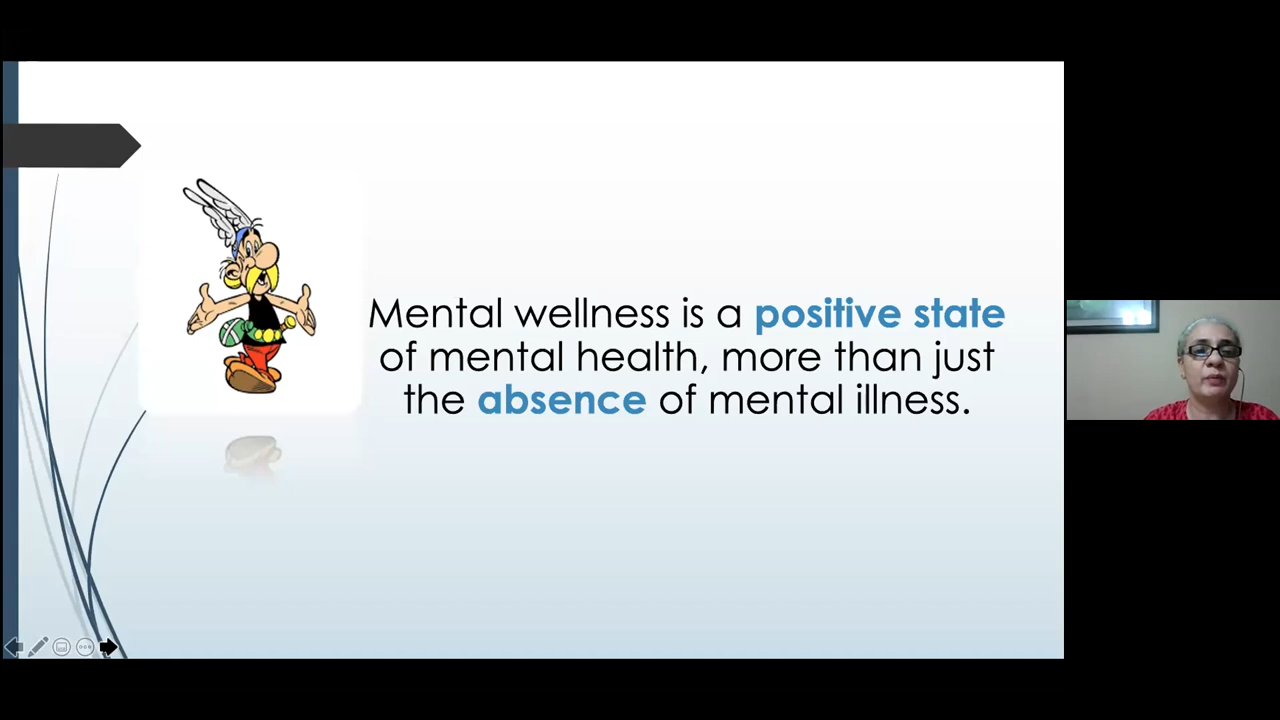 Mental wellness is a positive state
of mental health, more than just
the absence of mental illness.